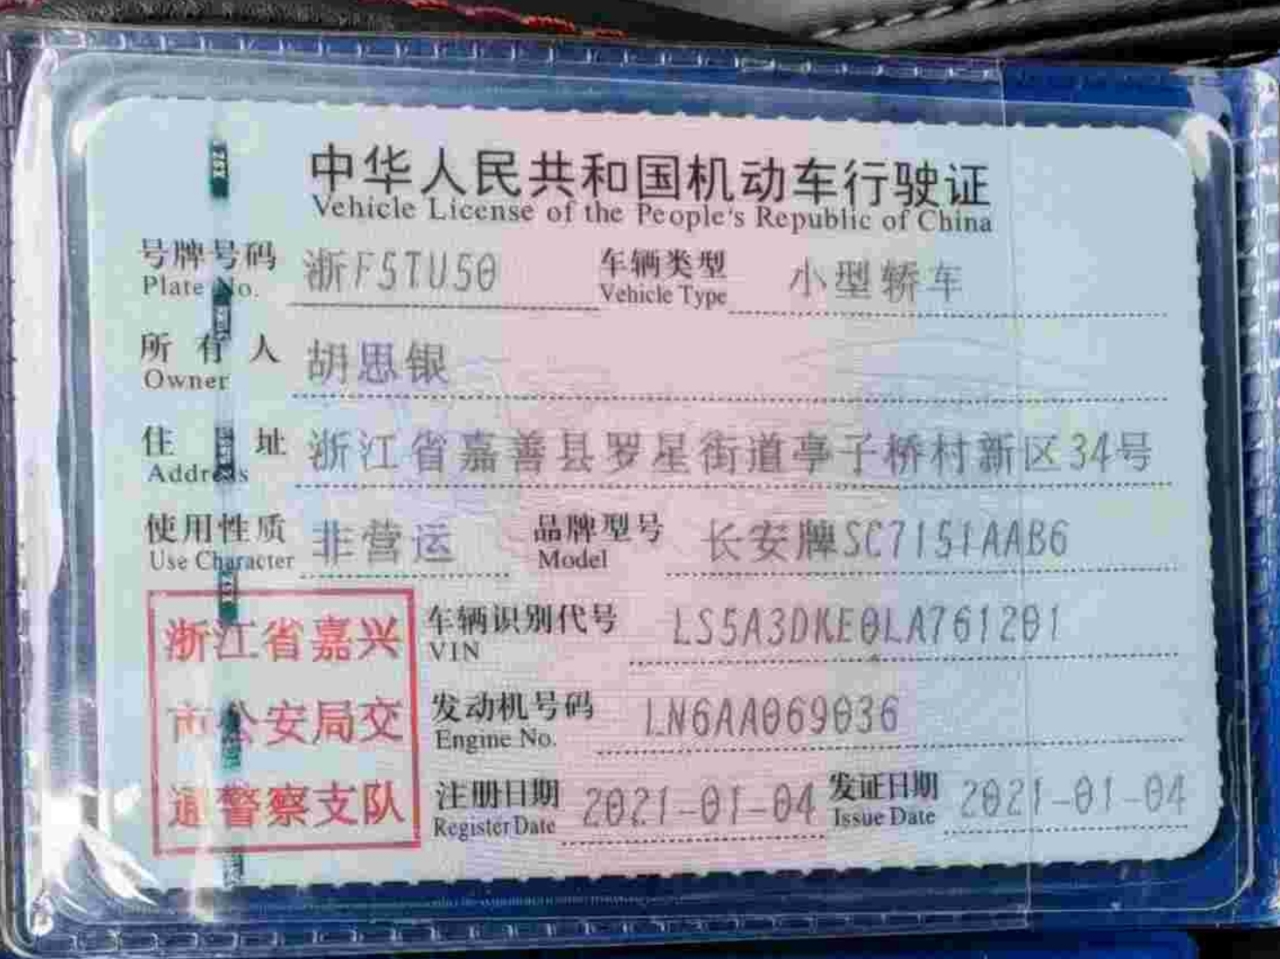 中华人民共和国机动车行驶证
Vehicle License of the People's Republic of China
号牌号码 浙F5TU50 车辆类型 小型轿车
Plate No. Vehicle Type
所有人 胡思银
Owner
住址 浙江省嘉善县罗星街道亭子桥村新区34号
Address
使用性质 非营运 品牌型号 长安牌SC7151AAB6
Use Character Model
浙江省嘉兴
市公安局交
通警察支队
车辆识别代号 LS5A3DKE0LA761201
VIN
发动机号码 LN6AA069036
Engine No.
注册日期 2021-01-04 发证日期 2021-01-04
Register Date Issue Date